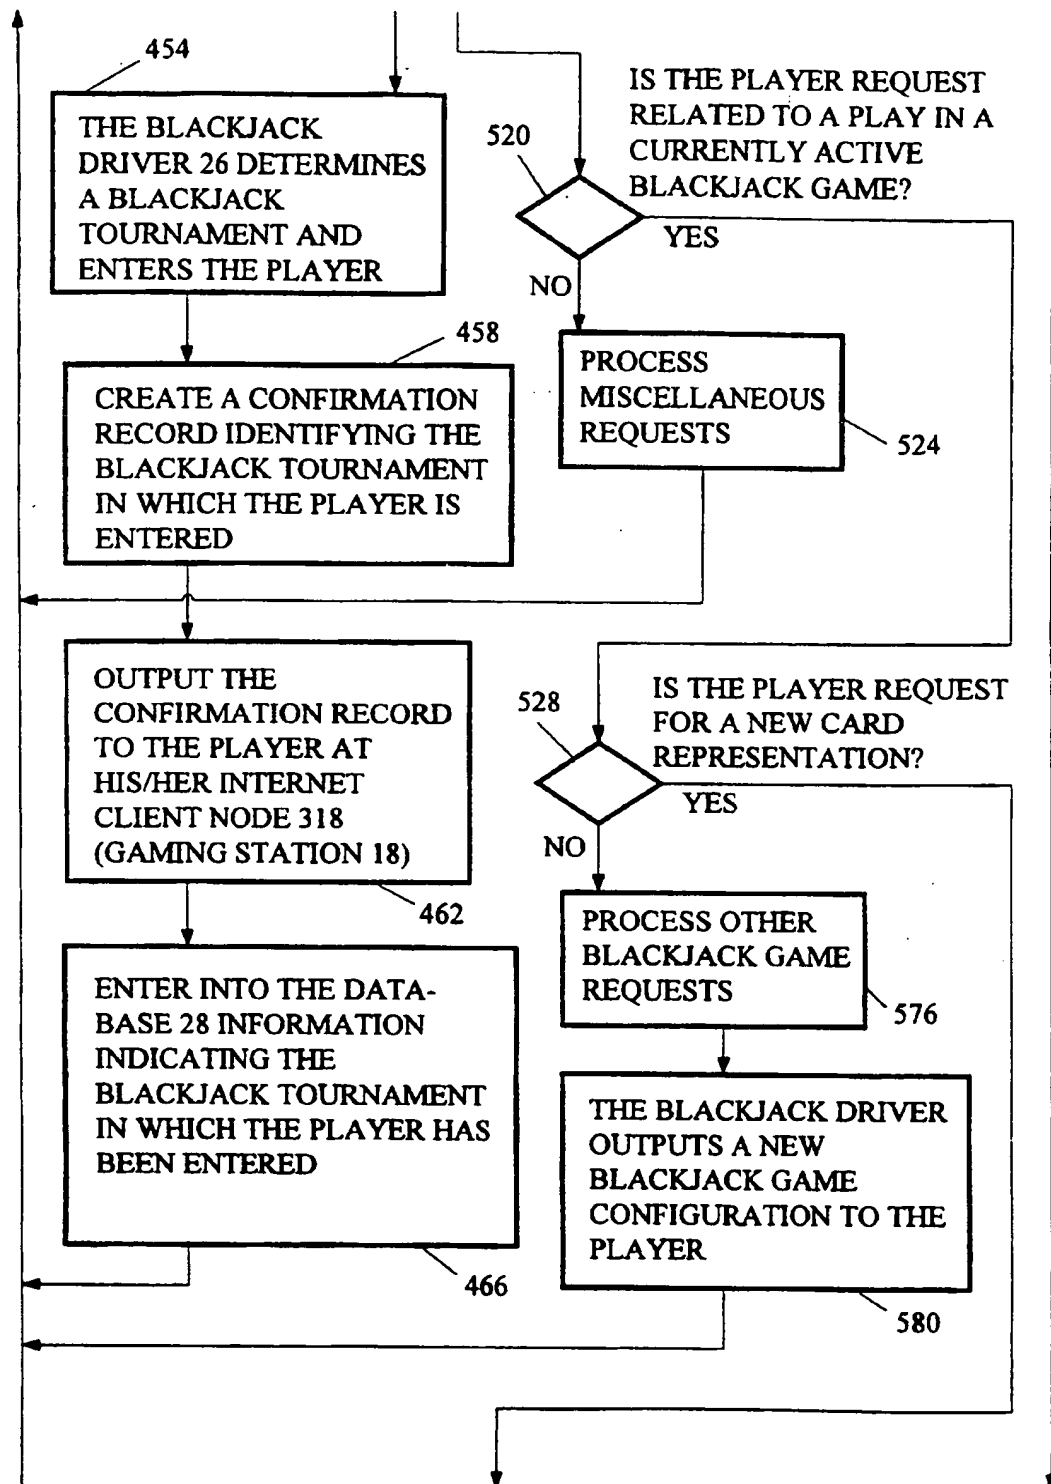 454
THE BLACKJACK
DRIVER 26 DETERMINES
A BLACKJACK
TOURNAMENT AND
ENTERS THE PLAYER
458
CREATE A CONFIRMATION
RECORD IDENTIFYING THE
BLACKJACK TOURNAMENT
IN WHICH THE PLAYER IS
ENTERED
OUTPUT THE
CONFIRMATION RECORD
TO THE PLAYER AT
HIS/HER INTERNET
CLIENT NODE 318
(GAMING STATION 18)
462
ENTER INTO THE DATA-
BASE 28 INFORMATION
INDICATING THE
BLACKJACK TOURNAMENT
IN WHICH THE PLAYER HAS
BEEN ENTERED
466
IS THE PLAYER REQUEST
RELATED TO A PLAY IN A
CURRENTLY ACTIVE
BLACKJACK GAME?
520
YES
NO
PROCESS
MISCELLANEOUS
REQUESTS
524
IS THE PLAYER REQUEST
FOR A NEW CARD
REPRESENTATION?
528
YES
NO
PROCESS OTHER
BLACKJACK GAME
REQUESTS
576
THE BLACKJACK DRIVER
OUTPUTS A NEW
BLACKJACK GAME
CONFIGURATION TO THE
PLAYER
580